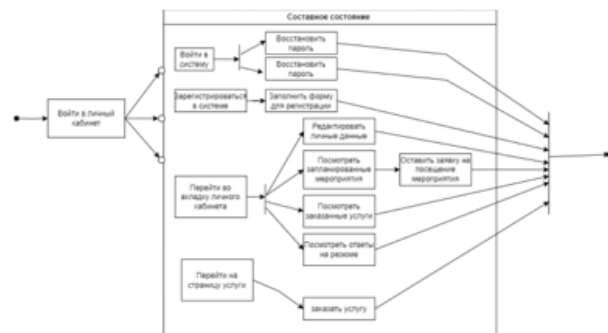 Составное состояние
Войти в личный
кабинет
Войти в
систему
Восстановить
пароль
Восстановить
пароль
Зарегистрироваться
в системе
Заполнить форму
для регистрации
Редактировать
личные данные
Посмотреть
запланированные
мероприятия
Оставить заявку на
посещение
мероприятия
Перейти во
вкладку личного
кабинета
Посмотреть
заказанные услуги
Посмотреть ответы
на резюме
Перейти на
страницу услуги
заказать услугу